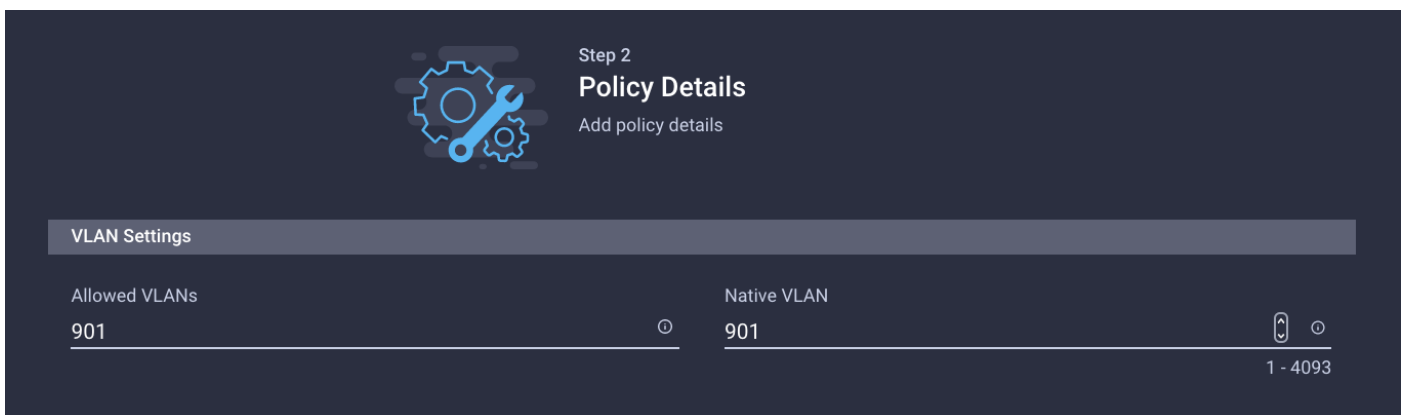 Step 2
Policy Details
Add policy details
VLAN Settings
Allowed VLANs
901
Native VLAN
901
1 - 4093